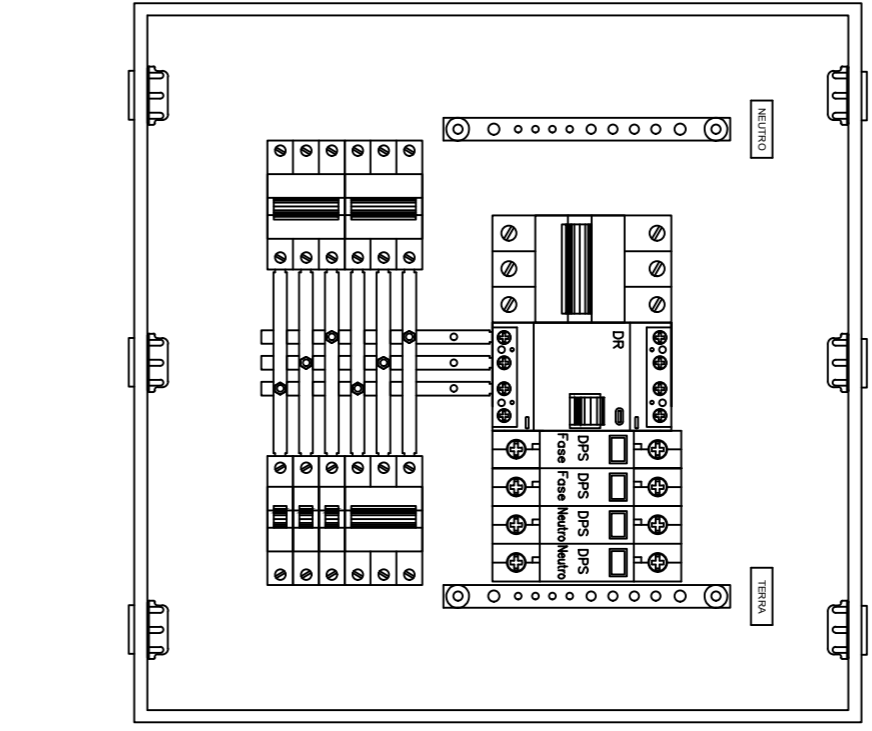 NEUTRO
DR
DPS
Fase
DPS
Fase
DPS
Neutro
DPS
Neutro
TERRA